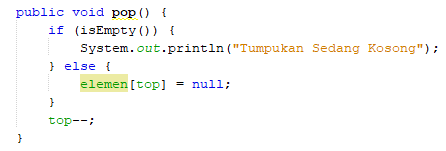 public void pop() {
    if (isEmpty()) {
        System.out.println("Tumpukan Sedang Kosong");
    } else {
        elemen[top] = null;
    }
    top--;
}